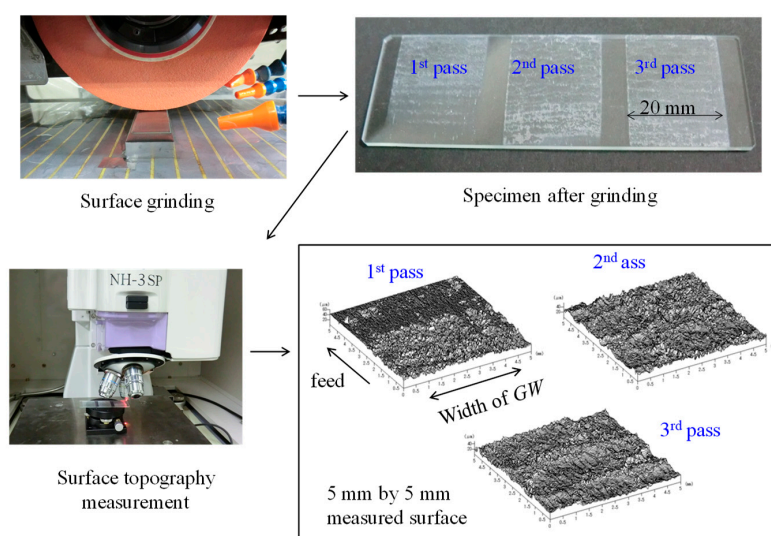 1st pass
2nd pass
3rd pass
20 mm
Surface grinding
Specimen after grinding
NH-3SP
1st pass
2nd ass
feed
Width of GW
3rd pass
Surface topography
measurement
5 mm by 5 mm
measured surface